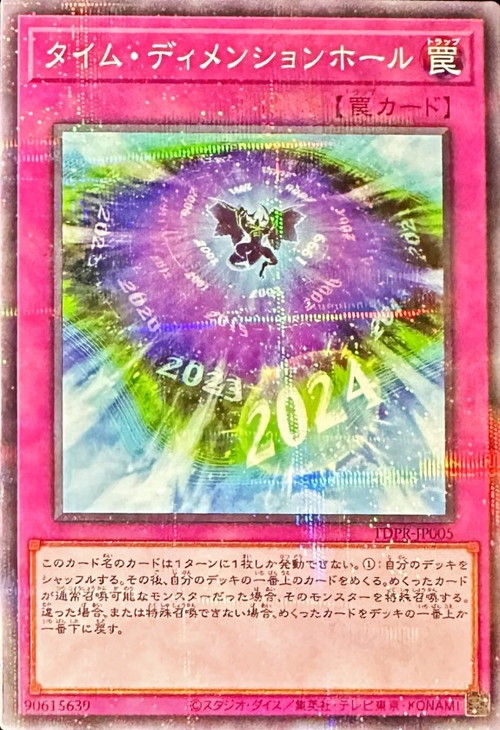 タイム・ディメンションホール
トラップ
罠
【罠カード】
2023
2024
2020
2023
TDPR-JP005
このカード名のカードは1ターンに1枚しか発動できない。①:自分のデッキを
シャッフルする。その後、自分のデッキの一番上のカードをめくる。めくったカード
が通常召喚可能なモンスターだった場合、そのモンスターを特殊召喚する。
違った場合、または特殊召喚できない場合、めくったカードをデッキの一番上か
一番下に戻す。
90615639
©スタジオ・ダイス/集英社・テレビ東京・KONAMI